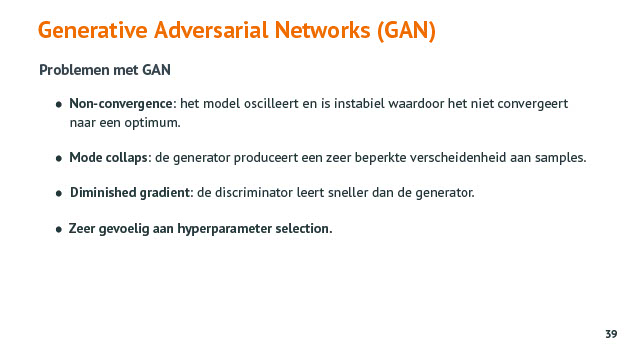 Generative Adversarial Networks (GAN)
Problemen met GAN
● Non-convergence: het model oscilleert en is instabiel waardoor het niet convergeert
naar een optimum.
● Mode collaps: de generator produceert een zeer beperkte verscheidenheid aan samples.
● Diminished gradient: de discriminator leert sneller dan de generator.
● Zeer gevoelig aan hyperparameter selection.
39